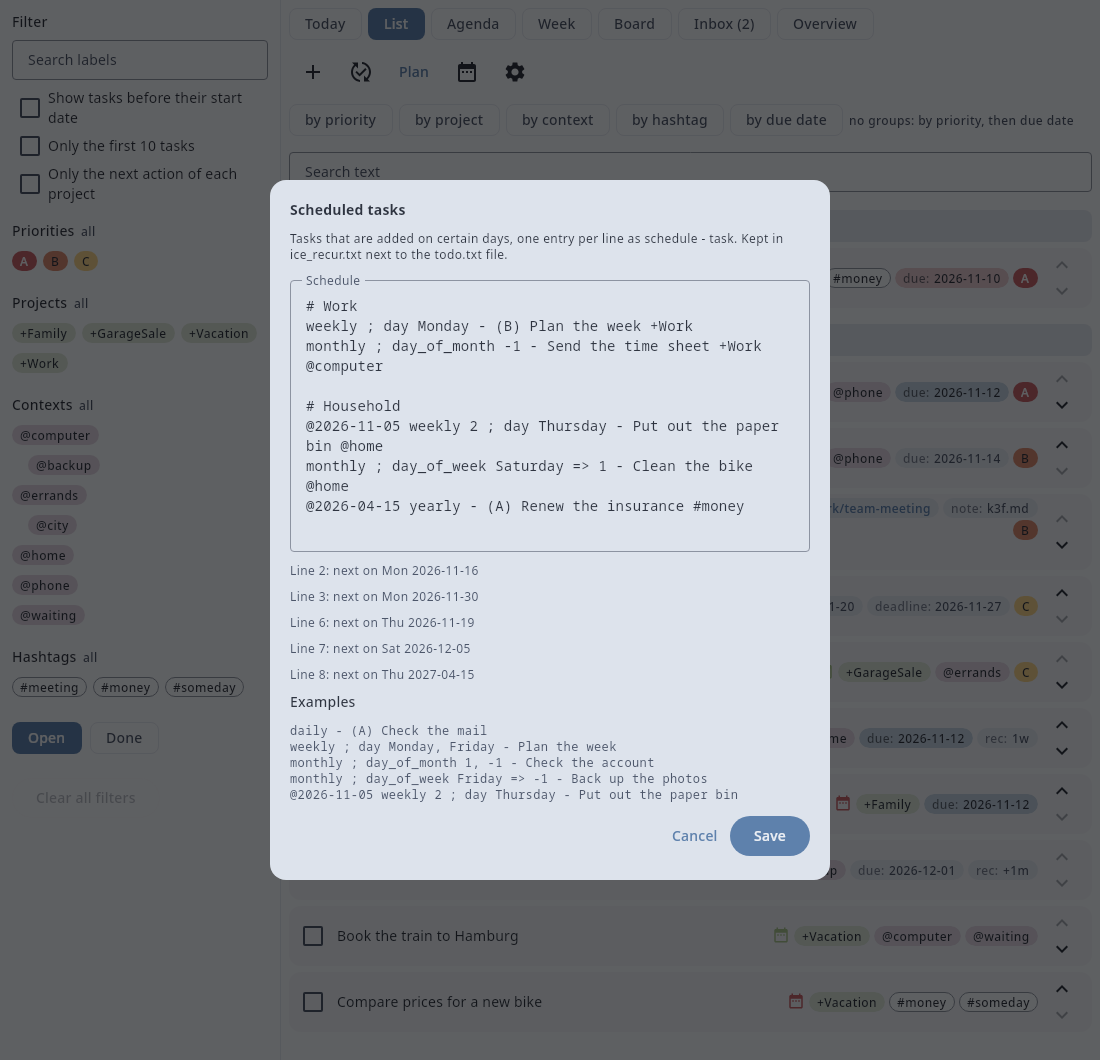 Filter
Search labels
Show tasks before their start
date
Only the first 10 tasks
Only the next action of each
project
Priorities all
A B C
Projects all
+Family +GarageSale +Vacation
+Work
Contexts all
@computer
@backup
@errands
@city
@home
@phone
@waiting
Hashtags all
#meeting #money #someday
Open Done
Clear all filters
Today List Agenda Week Board Inbox (2) Overview
Plan
by priority by project by context by hashtag by due date no groups: by priority, then due date
Search text
Scheduled tasks
Tasks that are added on certain days, one entry per line as schedule - task. Kept in
ice_recur.txt next to the todo.txt file.
Schedule
# Work
weekly ; day Monday - (B) Plan the week +Work
monthly ; day_of_month -1 - Send the time sheet +Work
@computer
# Household
@2026-11-05 weekly 2 ; day Thursday - Put out the paper
bin @home
monthly ; day_of_week Saturday => 1 - Clean the bike
@home
@2026-04-15 yearly - (A) Renew the insurance #money
Line 2: next on Mon 2026-11-16
Line 3: next on Mon 2026-11-30
Line 6: next on Thu 2026-11-19
Line 7: next on Sat 2026-12-05
Line 8: next on Thu 2027-04-15
Examples
daily - (A) Check the mail
weekly ; day Monday, Friday - Plan the week
monthly ; day_of_month 1, -1 - Check the account
monthly ; day_of_week Friday => -1 - Back up the photos
@2026-11-05 weekly 2 ; day Thursday - Put out the paper bin
Cancel Save
#money due: 2026-11-10 A
@phone due: 2026-11-12 A
@phone due: 2026-11-14 B
/team-meeting note: k3f.md
B
deadline: 2026-11-27 C
+GarageSale @errands C
due: 2026-11-12 rec: 1w
+Family due: 2026-11-12
due: 2026-12-01 rec: +1m
Book the train to Hamburg +Vacation @computer @waiting
Compare prices for a new bike +Vacation #money #someday